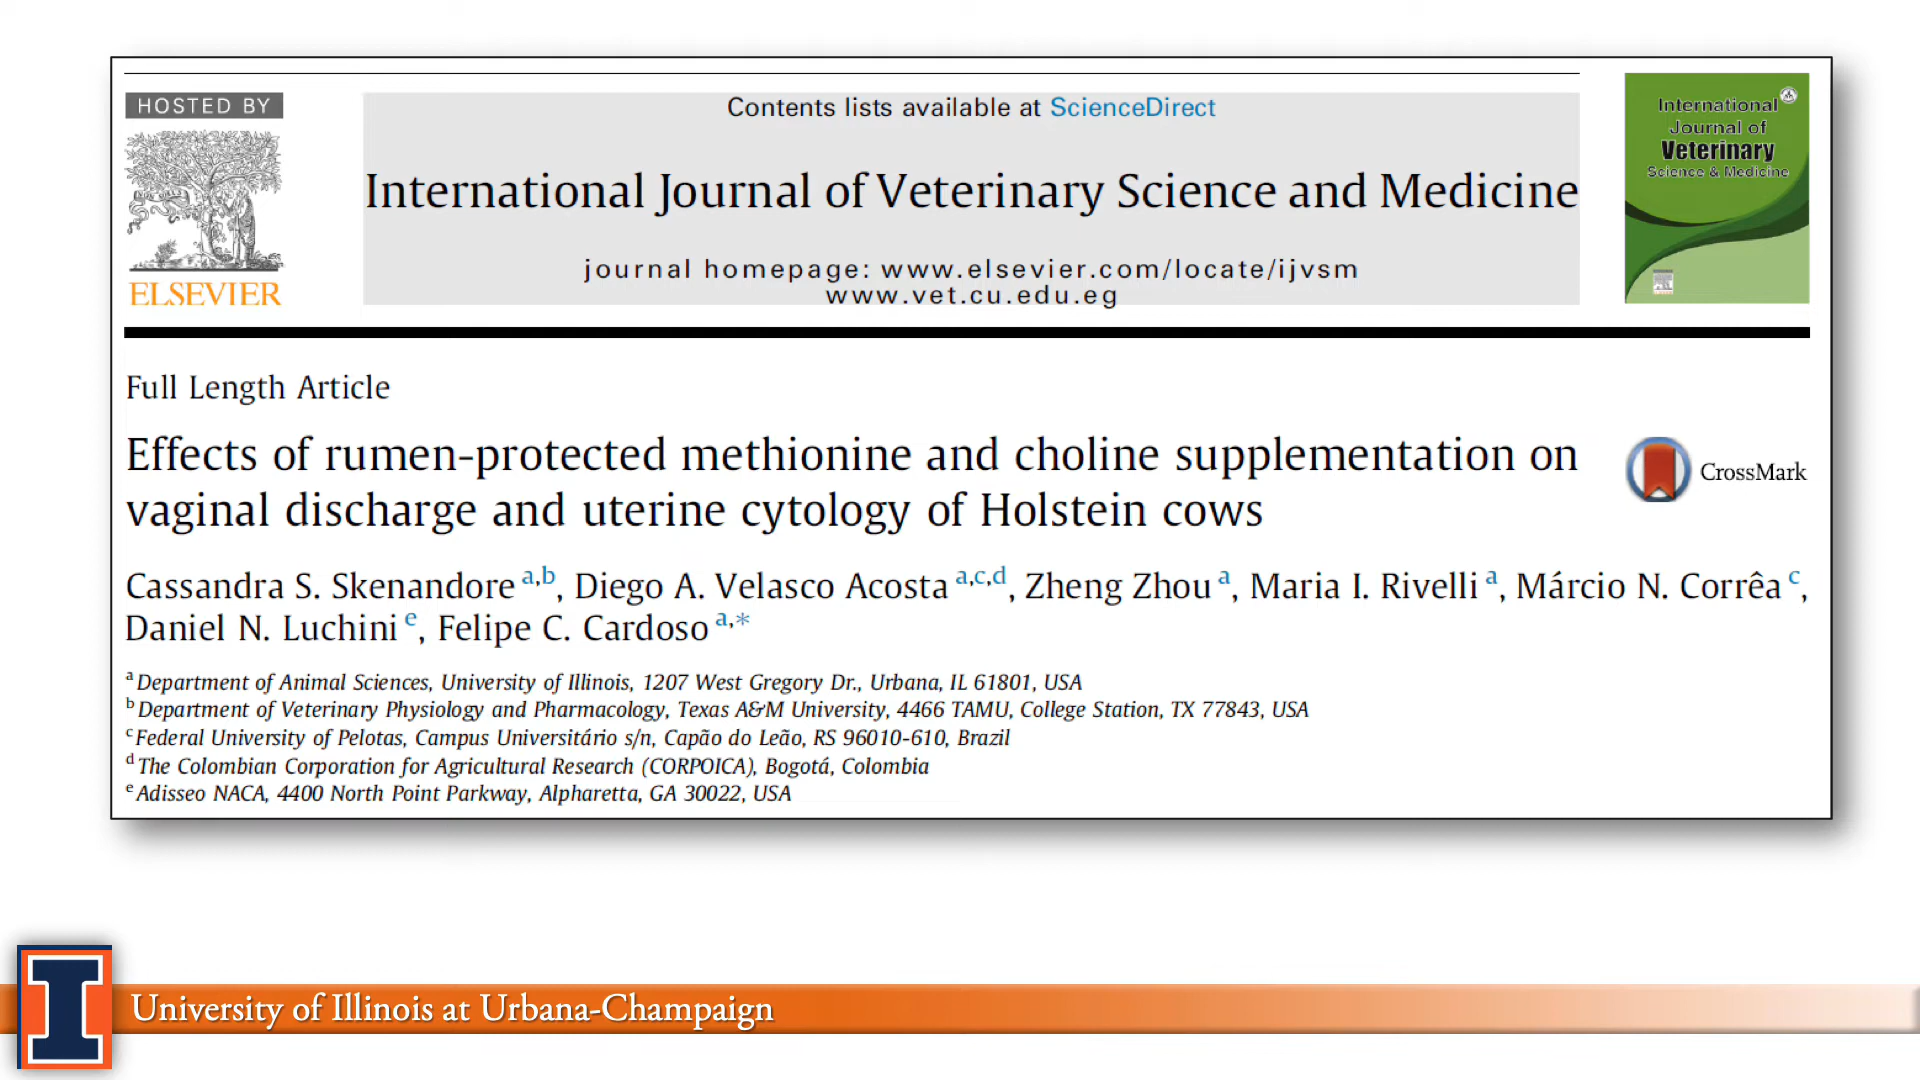 HOSTED BY
ELSEVIER
Contents lists available at ScienceDirect
International Journal of Veterinary Science and Medicine
journal homepage: www.elsevier.com/locate/ijvsm
www.vet.cu.edu.eg
International
Journal of
Veterinary
Science & Medicine
Full Length Article
Effects of rumen-protected methionine and choline supplementation on
vaginal discharge and uterine cytology of Holstein cows
CrossMark
Cassandra S. Skenandore a,b, Diego A. Velasco Acosta a,c,d, Zheng Zhou a, Maria I. Rivelli a, Márcio N. Corrêa c,
Daniel N. Luchini e, Felipe C. Cardoso a,*
a Department of Animal Sciences, University of Illinois, 1207 West Gregory Dr., Urbana, IL 61801, USA
b Department of Veterinary Physiology and Pharmacology, Texas A&M University, 4466 TAMU, College Station, TX 77843, USA
c Federal University of Pelotas, Campus Universitário s/n, Capão do Leão, RS 96010-610, Brazil
d The Colombian Corporation for Agricultural Research (CORPOICA), Bogotá, Colombia
e Adisseo NACA, 4400 North Point Parkway, Alpharetta, GA 30022, USA
I
University of Illinois at Urbana-Champaign